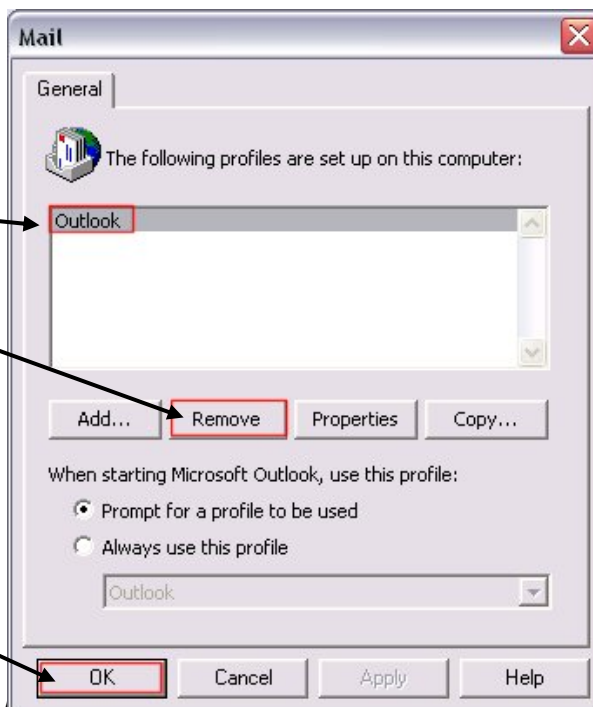 Mail
General
The following profiles are set up on this computer:
Outlook
Add... Remove Properties Copy...
When starting Microsoft Outlook, use this profile:
Prompt for a profile to be used
Always use this profile
Outlook
OK Cancel Apply Help